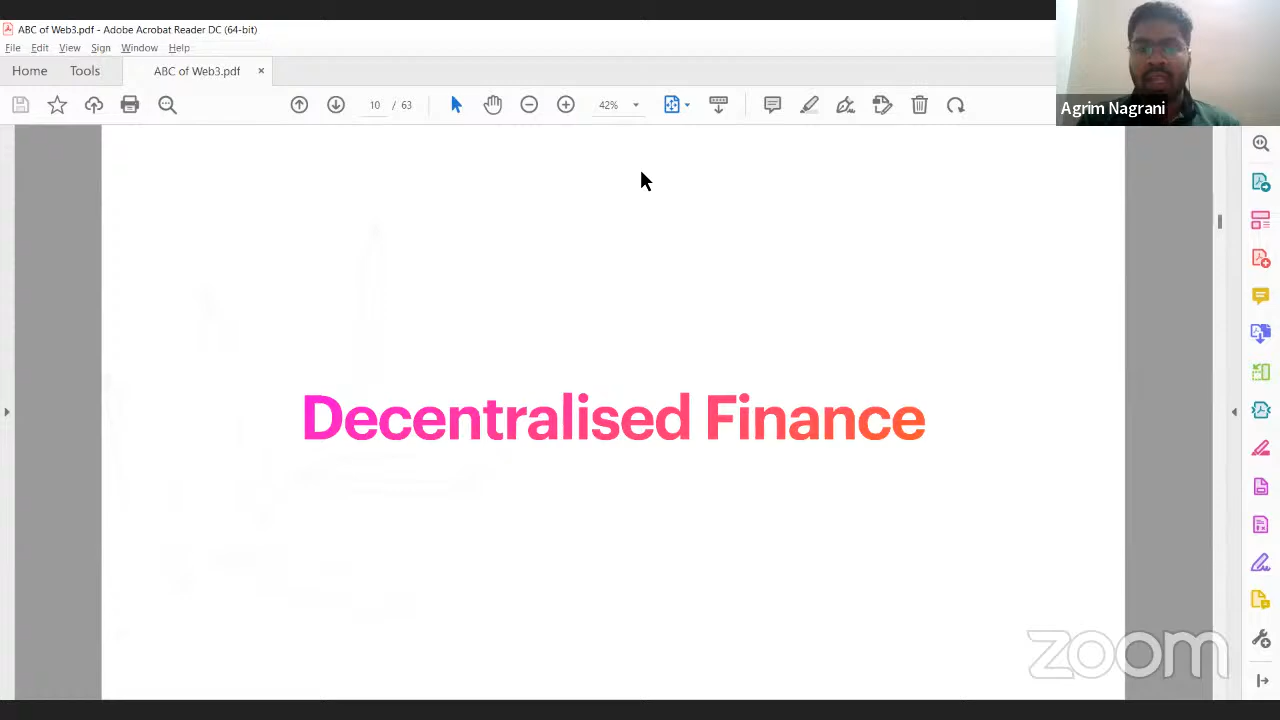 ABC of Web3.pdf - Adobe Acrobat Reader DC (64-bit)
File Edit View Sign Window Help
Home Tools ABC of Web3.pdf ×
10 / 63 42%
Agrim Nagrani
Decentralised Finance
zoom